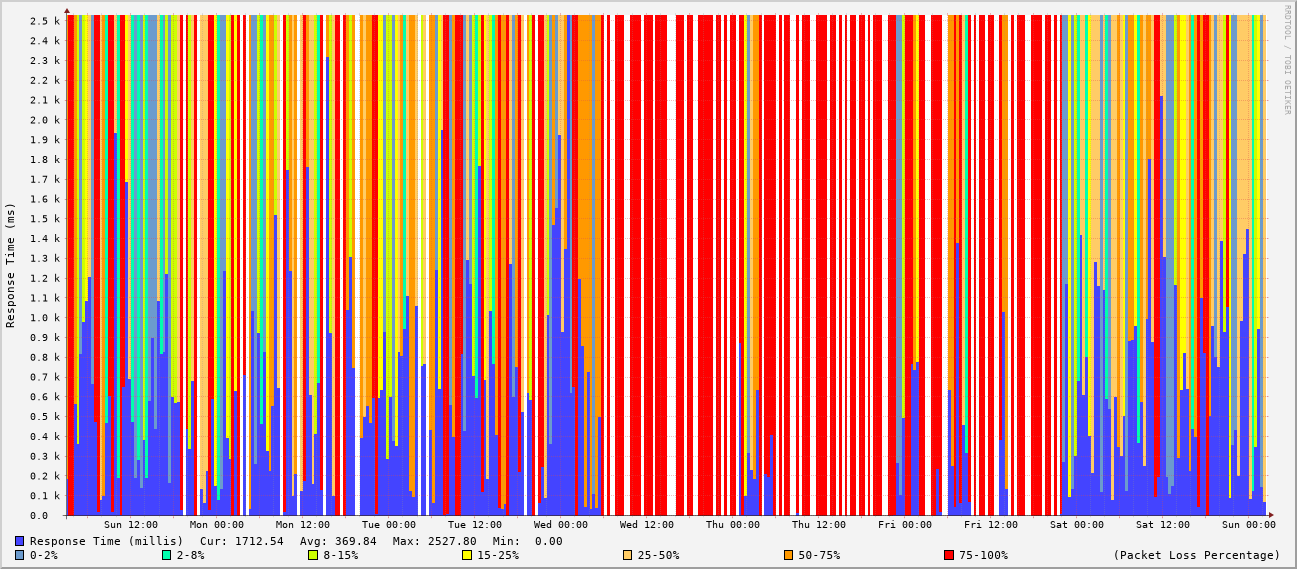 2.5 k
2.4 k
2.3 k
2.2 k
2.1 k
2.0 k
1.9 k
1.8 k
1.7 k
1.6 k
1.5 k
1.4 k
1.3 k
1.2 k
1.1 k
1.0 k
0.9 k
0.8 k
0.7 k
0.6 k
0.5 k
0.4 k
0.3 k
0.2 k
0.1 k
0.0
Response Time (ms)
RRDTOOL / TOBI OETIKER
Sun 12:00 Mon 00:00 Mon 12:00 Tue 00:00 Tue 12:00 Wed 00:00 Wed 12:00 Thu 00:00 Thu 12:00 Fri 00:00 Fri 12:00 Sat 00:00 Sat 12:00 Sun 00:00
Response Time (millis) Cur: 1712.54 Avg: 369.84 Max: 2527.80 Min: 0.00
0-2% 2-8% 8-15% 15-25% 25-50% 50-75% 75-100% (Packet Loss Percentage)